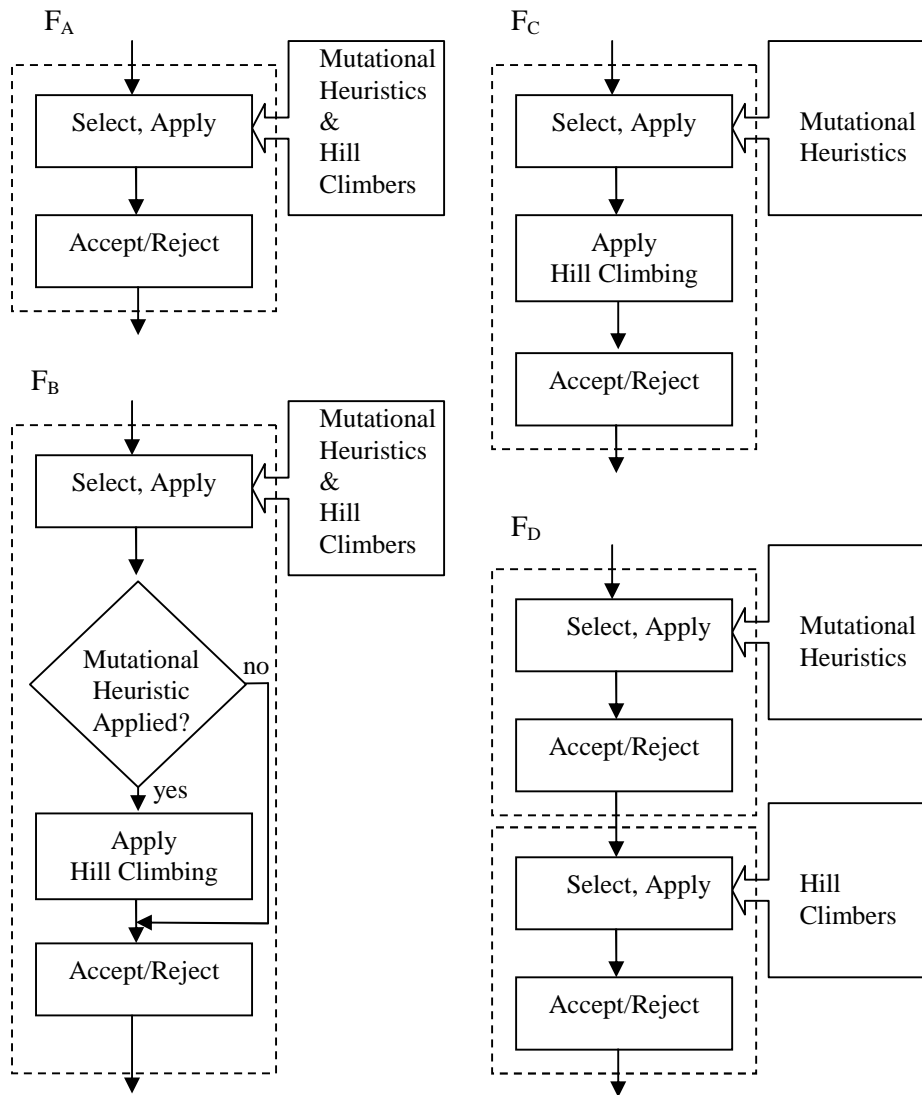 F_A
Mutational
Heuristics
&
Hill
Climbers
Select, Apply
Accept/Reject
F_B
Mutational
Heuristics
&
Hill
Climbers
Select, Apply
Mutational
Heuristic
Applied?
no
yes
Apply
Hill Climbing
Accept/Reject
F_C
Select, Apply
Mutational
Heuristics
Apply
Hill Climbing
Accept/Reject
F_D
Select, Apply
Mutational
Heuristics
Accept/Reject
Select, Apply
Hill
Climbers
Accept/Reject